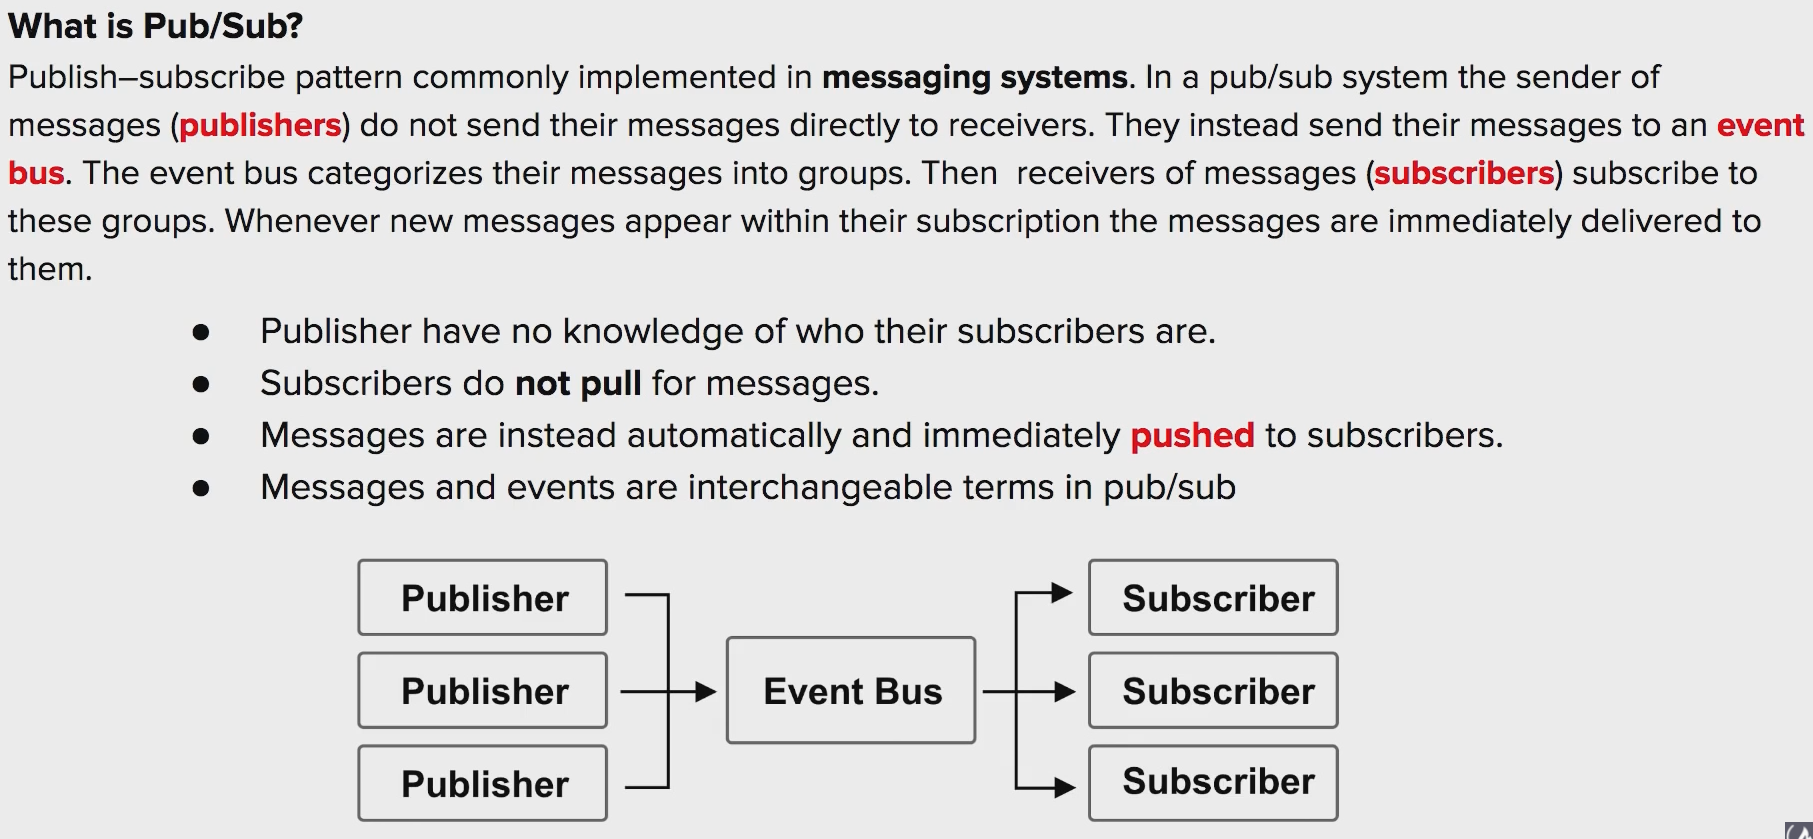 What is Pub/Sub?
Publish–subscribe pattern commonly implemented in messaging systems. In a pub/sub system the sender of
messages (publishers) do not send their messages directly to receivers. They instead send their messages to an event
bus. The event bus categorizes their messages into groups. Then  receivers of messages (subscribers) subscribe to
these groups. Whenever new messages appear within their subscription the messages are immediately delivered to
them.
● Publisher have no knowledge of who their subscribers are.
● Subscribers do not pull for messages.
● Messages are instead automatically and immediately pushed to subscribers.
● Messages and events are interchangeable terms in pub/sub
Publisher
Publisher
Publisher
Event Bus
Subscriber
Subscriber
Subscriber